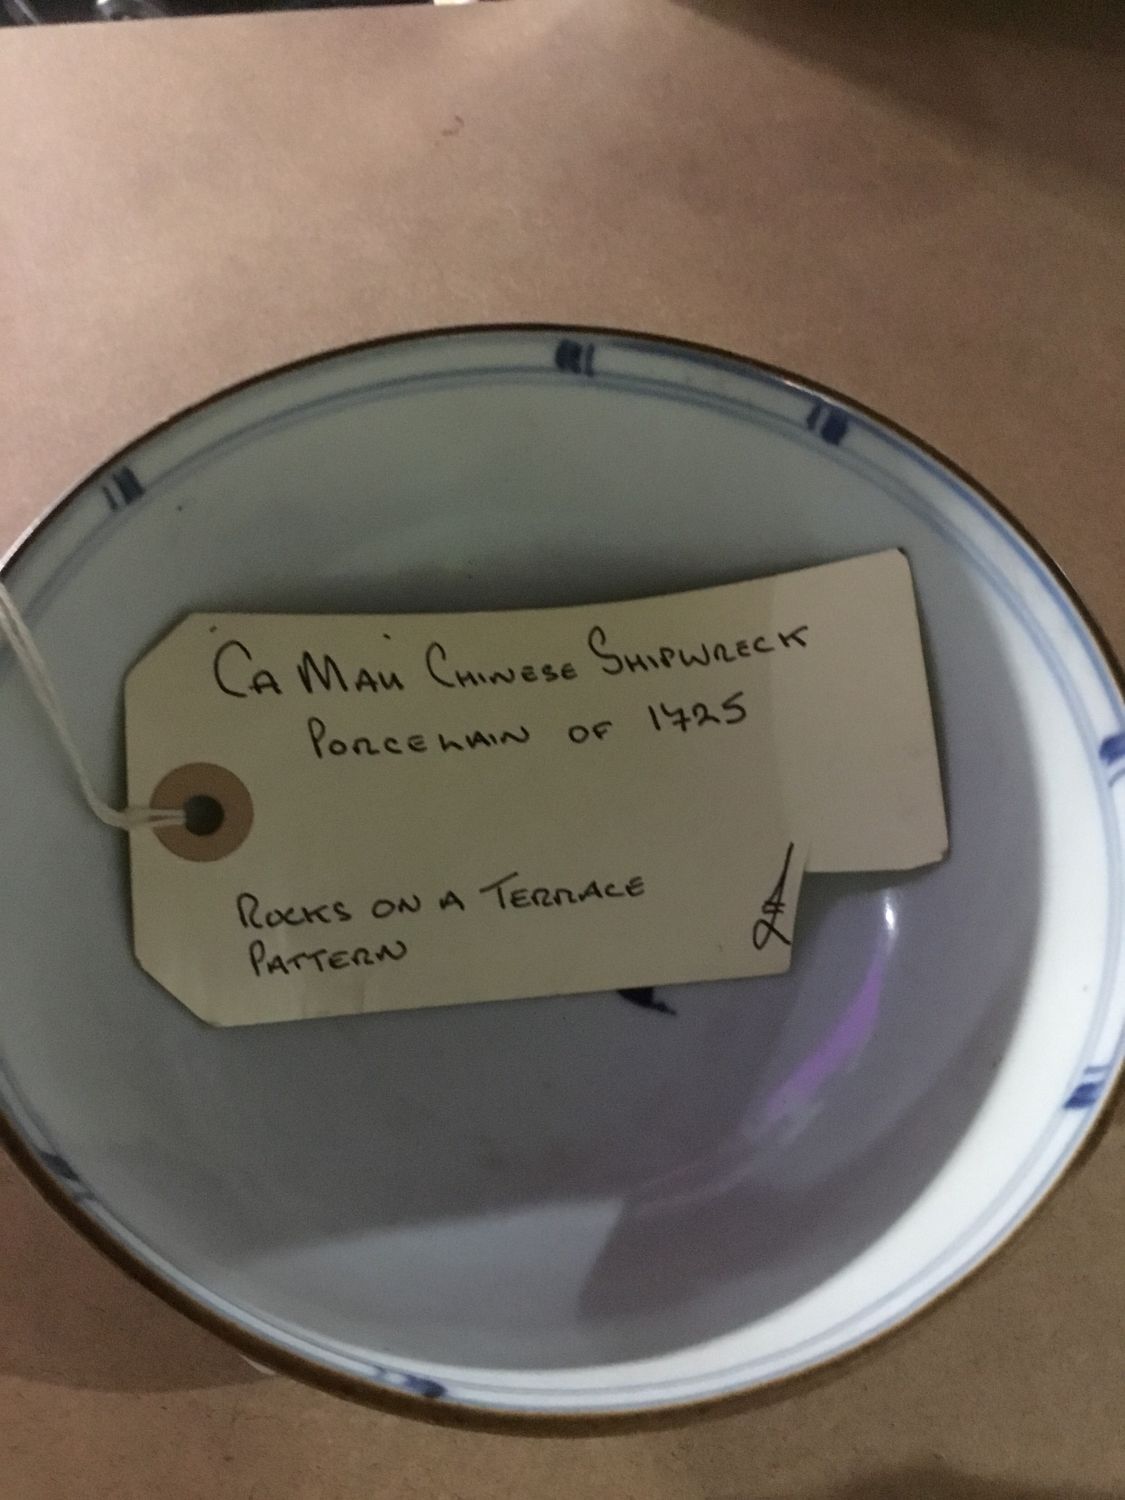 'CA MAU' CHINESE SHIPWRECK
PORCELAIN OF 1725
ROCKS ON A TERRACE
PATTERN
£